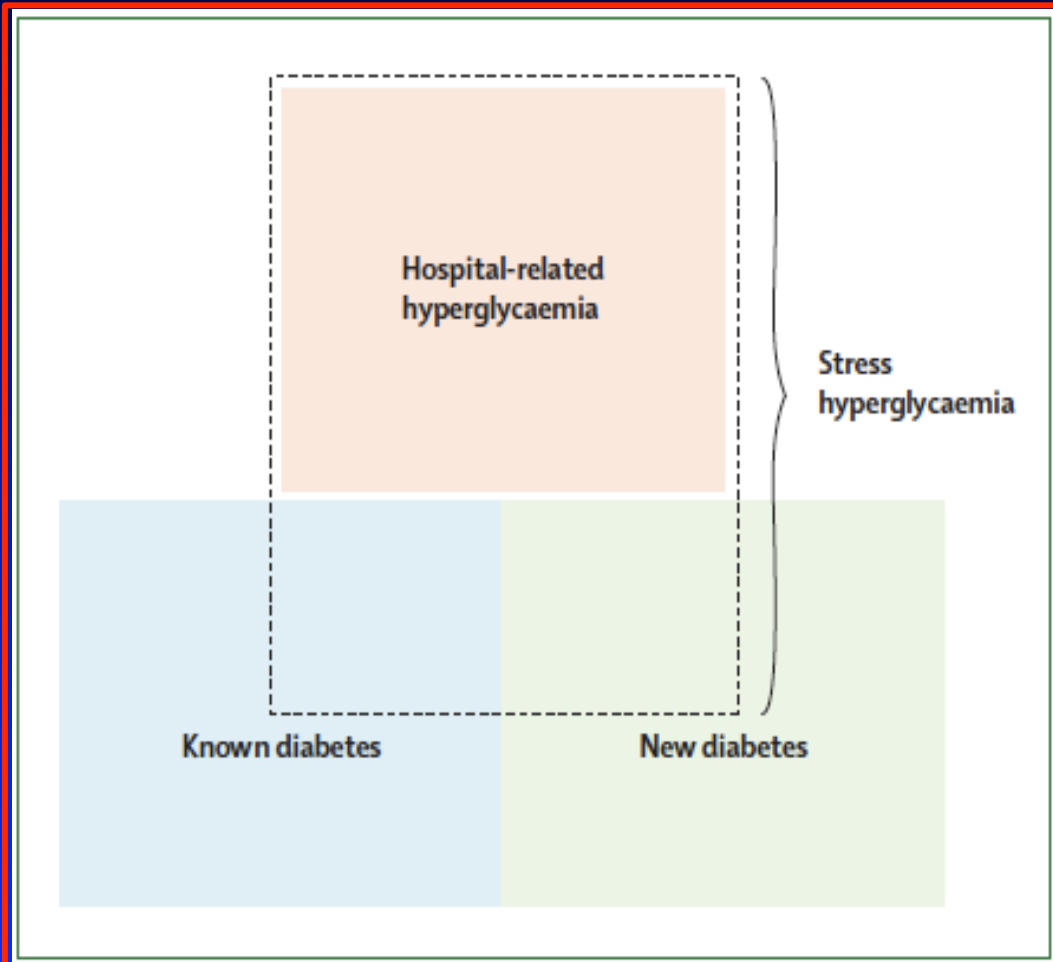 Hospital-related
hyperglycaemia
Stress
hyperglycaemia
Known diabetes
New diabetes